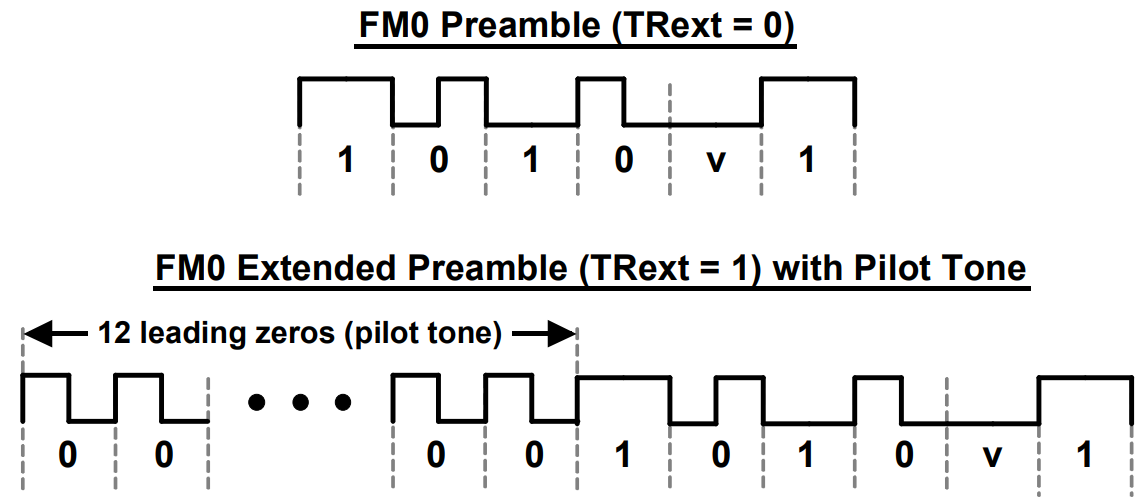 FM0 Preamble (TRext = 0)
1 0 1 0 v 1
FM0 Extended Preamble (TRext = 1) with Pilot Tone
12 leading zeros (pilot tone)
0 0 0 0 1 0 1 0 v 1